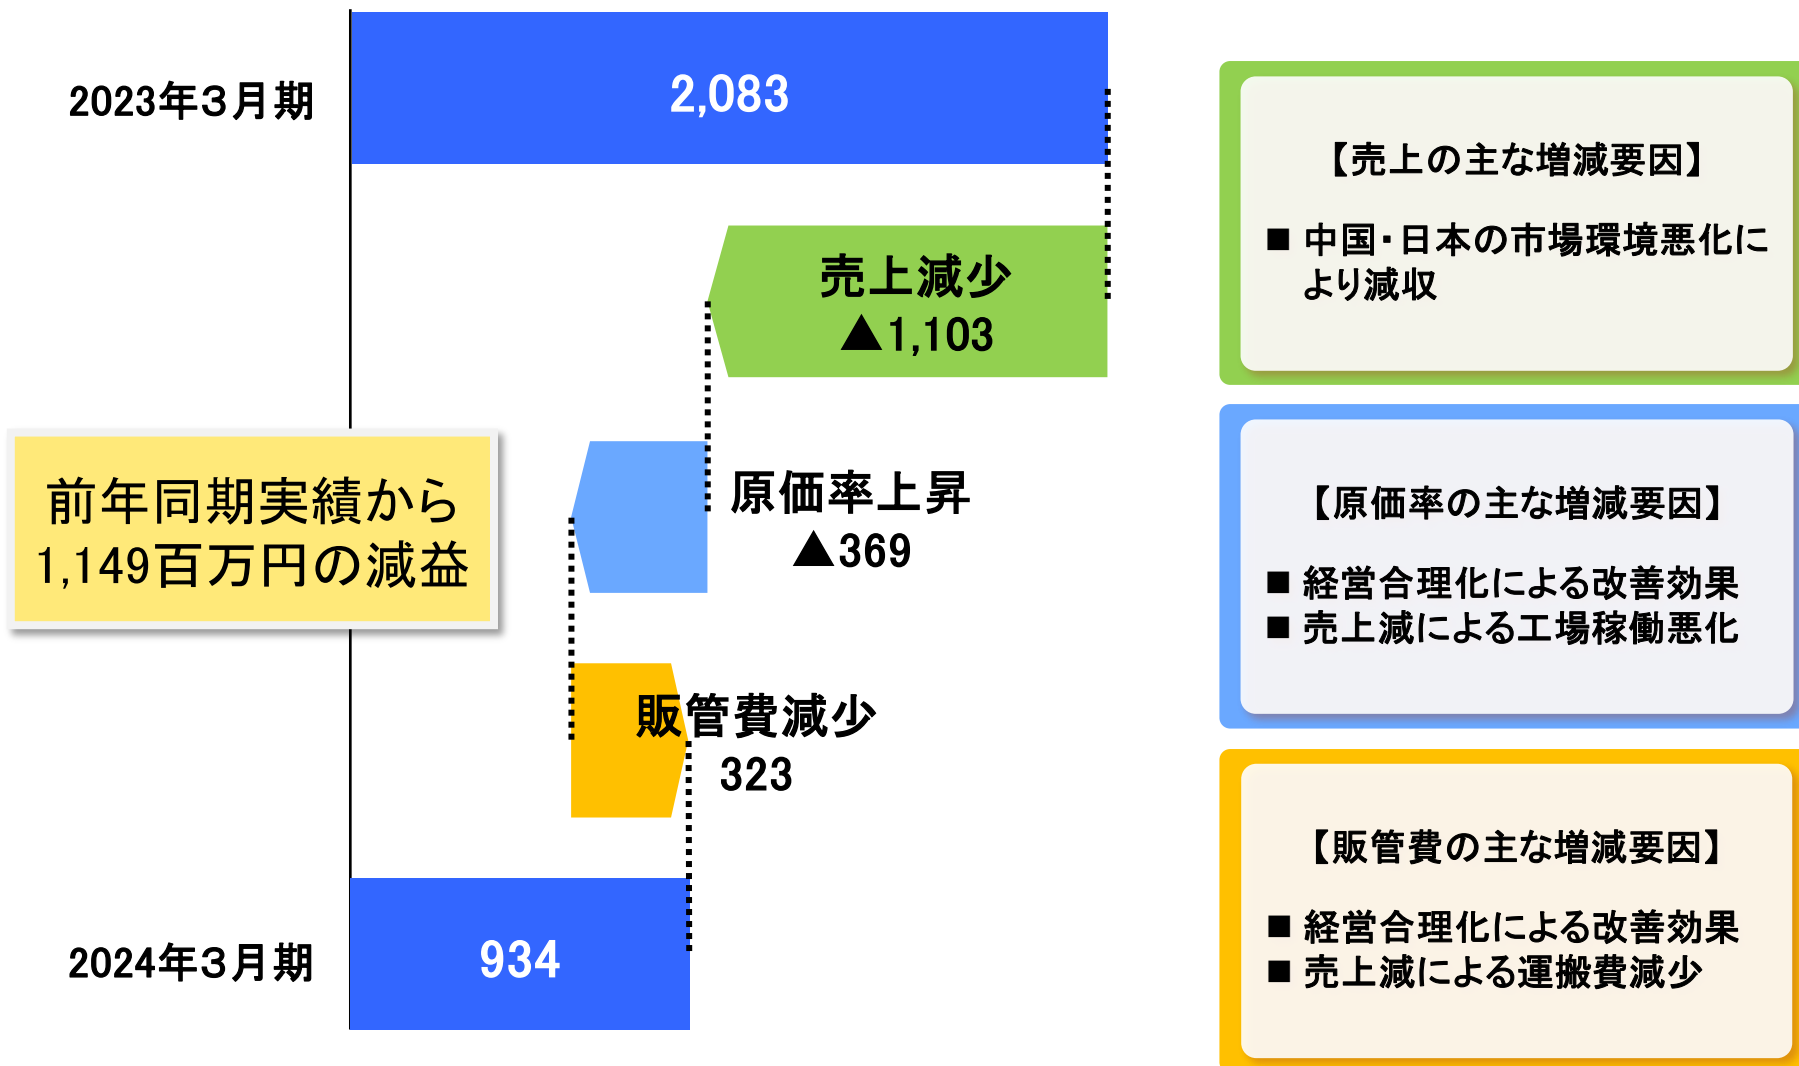 2023年３月期
2,083
売上減少
▲1,103
前年同期実績から
1,149百万円の減益
原価率上昇
▲369
販管費減少
323
2024年３月期
934
【売上の主な増減要因】
■ 中国・日本の市場環境悪化に
より減収
【原価率の主な増減要因】
■ 経営合理化による改善効果
■ 売上減による工場稼働悪化
【販管費の主な増減要因】
■ 経営合理化による改善効果
■ 売上減による運搬費減少